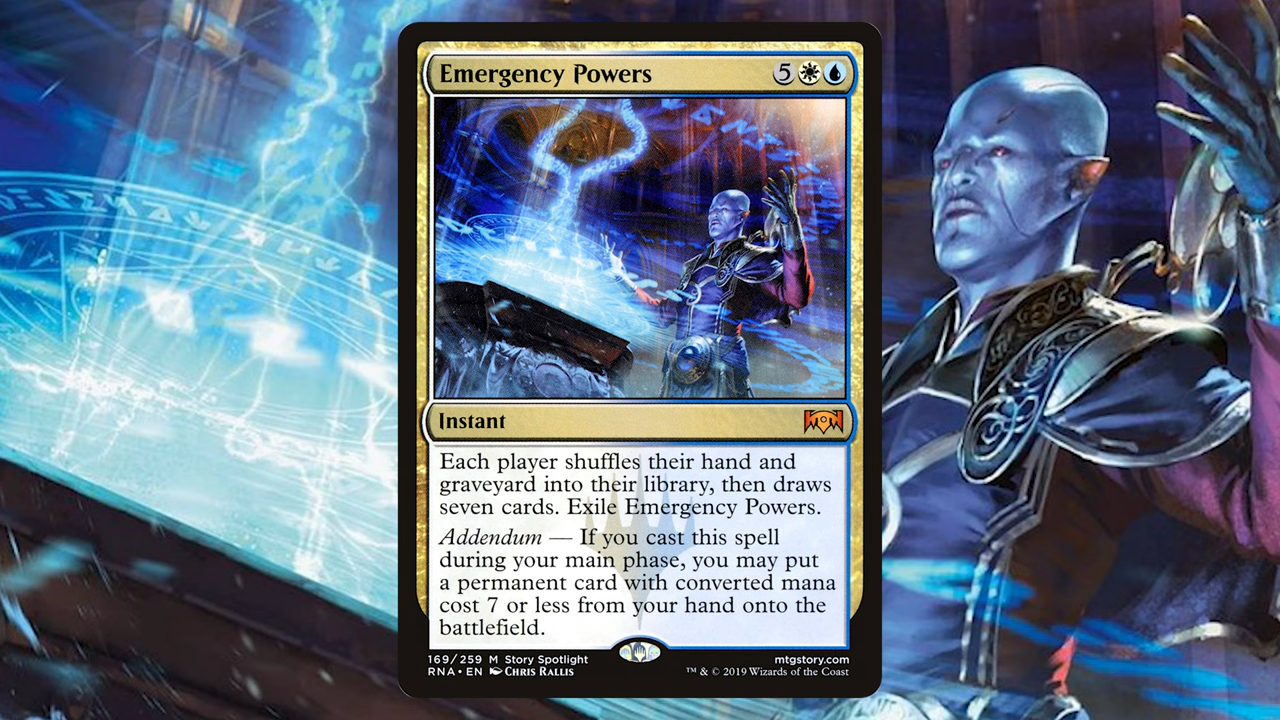 Emergency Powers
5
Instant
Each player shuffles their hand and
graveyard into their library, then draws
seven cards. Exile Emergency Powers.
Addendum — If you cast this spell
during your main phase, you may put
a permanent card with converted mana
cost 7 or less from your hand onto the
battlefield.
169/259 M Story Spotlight
RNA • EN Chris Rallis
mtgstory.com
™ & © 2019 Wizards of the Coast